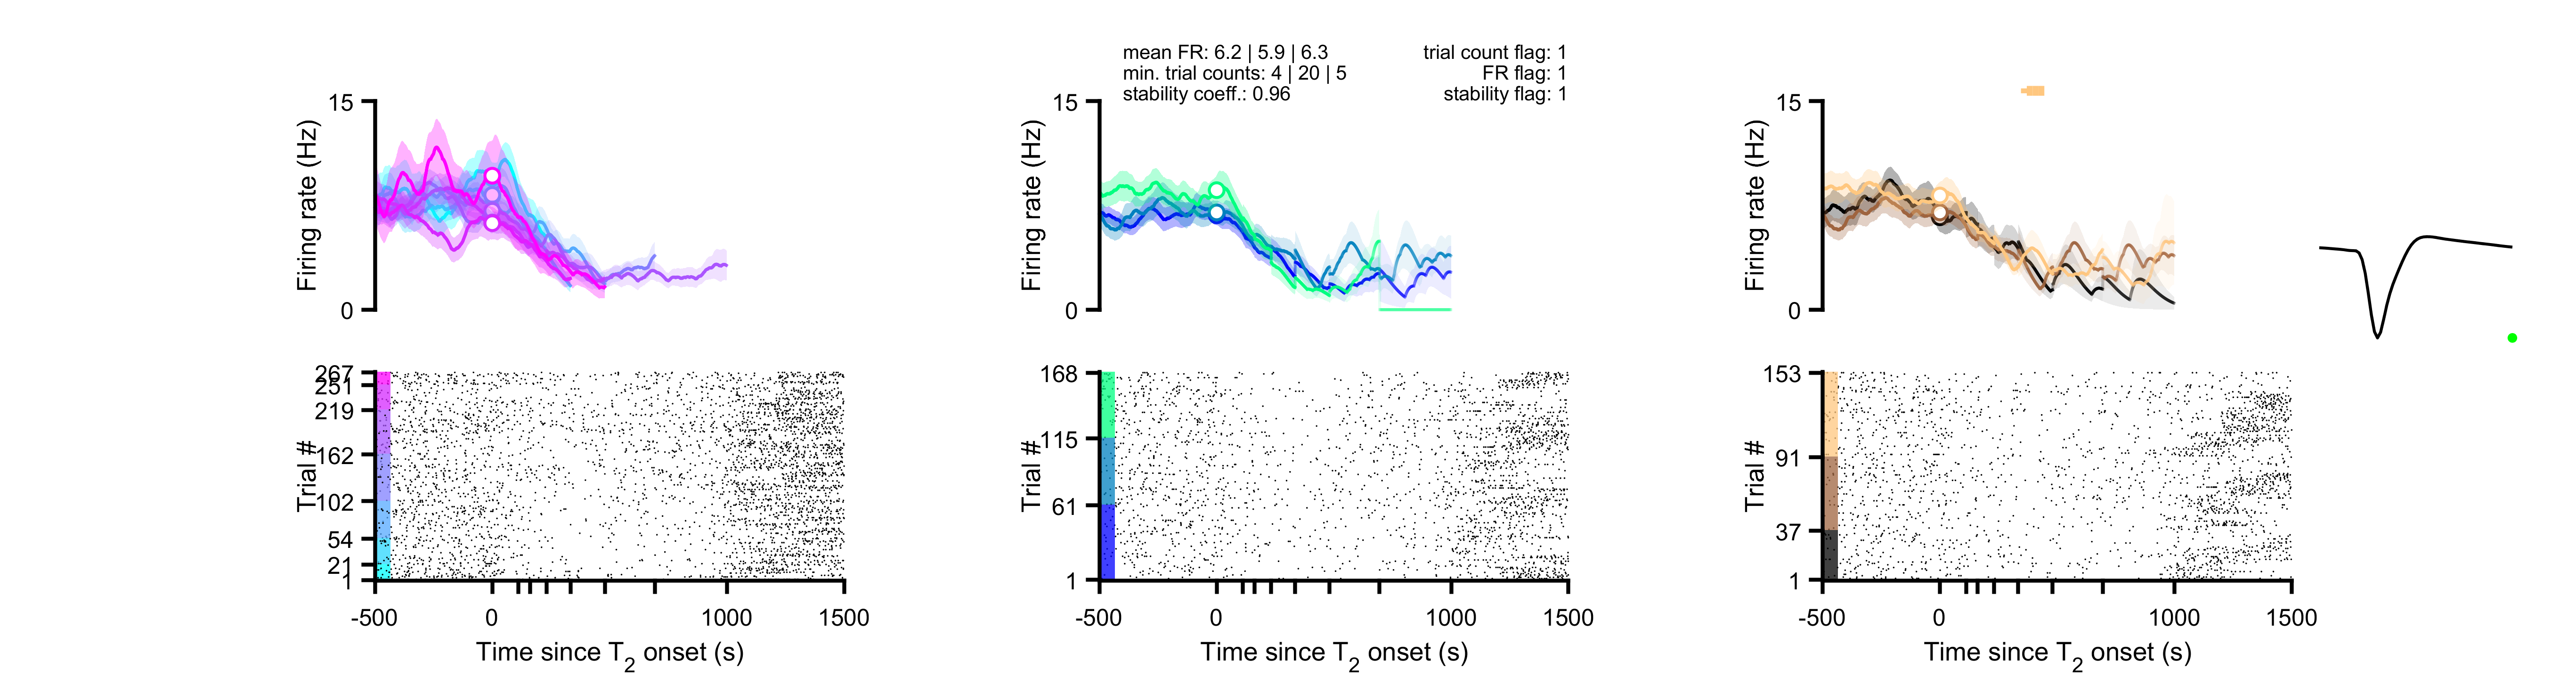 mean FR: 6.2 | 5.9 | 6.3
trial count flag: 1
min. trial counts: 4 | 20 | 5
FR flag: 1
stability coeff.: 0.96
stability flag: 1
15
Firing rate (Hz)
0
15
Firing rate (Hz)
0
15
Firing rate (Hz)
0
267
251
219
162
102
54
21
1
Trial #
-500
0
1000
1500
Time since T2 onset (s)
168
115
61
1
Trial #
-500
0
1000
1500
Time since T2 onset (s)
153
91
37
1
Trial #
-500
0
1000
1500
Time since T2 onset (s)